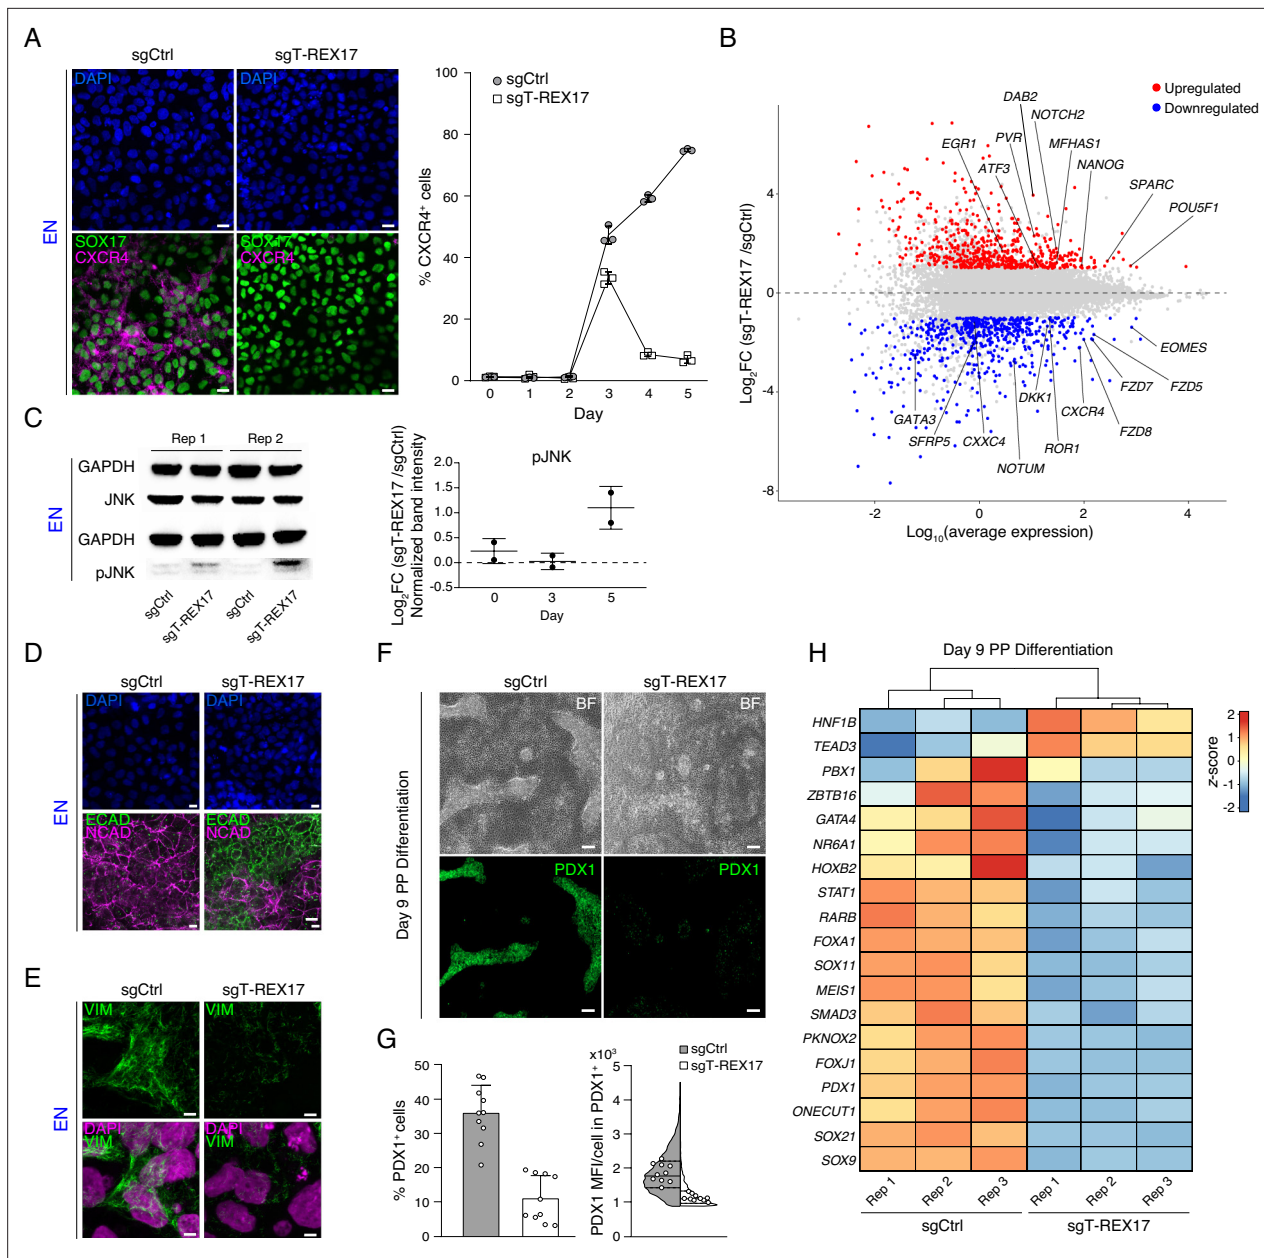 A
sgCtrl
sgT-REX17
EN
DAPI
DAPI
SOX17
CXCR4
SOX17
CXCR4
% CXCR4+ cells
100
80
60
40
20
0
sgCtrl
sgT-REX17
0 1 2 3 4 5
Day
B
Upregulated
Downregulated
Log2FC (sgT-REX17 /sgCtrl)
4
0
-4
-8
DAB2
NOTCH2
EGR1
PVR
MFHAS1
ATF3
NANOG
SPARC
POU5F1
EOMES
FZD7
FZD5
DKK1
CXCR4
GATA3
SFRP5
CXXC4
ROR1
FZD8
NOTUM
-2 0 2 4
Log10(average expression)
C
EN
Rep 1
Rep 2
GAPDH
JNK
GAPDH
pJNK
sgCtrl
sgT-REX17
sgCtrl
sgT-REX17
pJNK
Log2FC (sgT-REX17 /sgCtrl)
Normalized band intensity
2.0
1.5
1.0
0.5
0.0
-0.5
0 3 5
Day
D
sgCtrl
sgT-REX17
EN
DAPI
DAPI
ECAD
NCAD
ECAD
NCAD
E
sgCtrl
sgT-REX17
EN
VIM
VIM
DAPI
VIM
DAPI
VIM
F
sgCtrl
sgT-REX17
Day 9 PP Differentiation
BF
BF
PDX1
PDX1
G
% PDX1+ cells
50
40
30
20
10
0
sgCtrl
sgT-REX17
x10³
PDX1 MFI/cell in PDX1+
5
4
3
2
1
0
H
Day 9 PP Differentiation
HNF1B
TEAD3
PBX1
ZBTB16
GATA4
NR6A1
HOXB2
STAT1
RARB
FOXA1
SOX11
MEIS1
SMAD3
PKNOX2
FOXJ1
PDX1
ONECUT1
SOX21
SOX9
Rep 1
Rep 2
Rep 3
Rep 1
Rep 2
Rep 3
sgCtrl
sgT-REX17
2
1
0
-1
-2
z-score